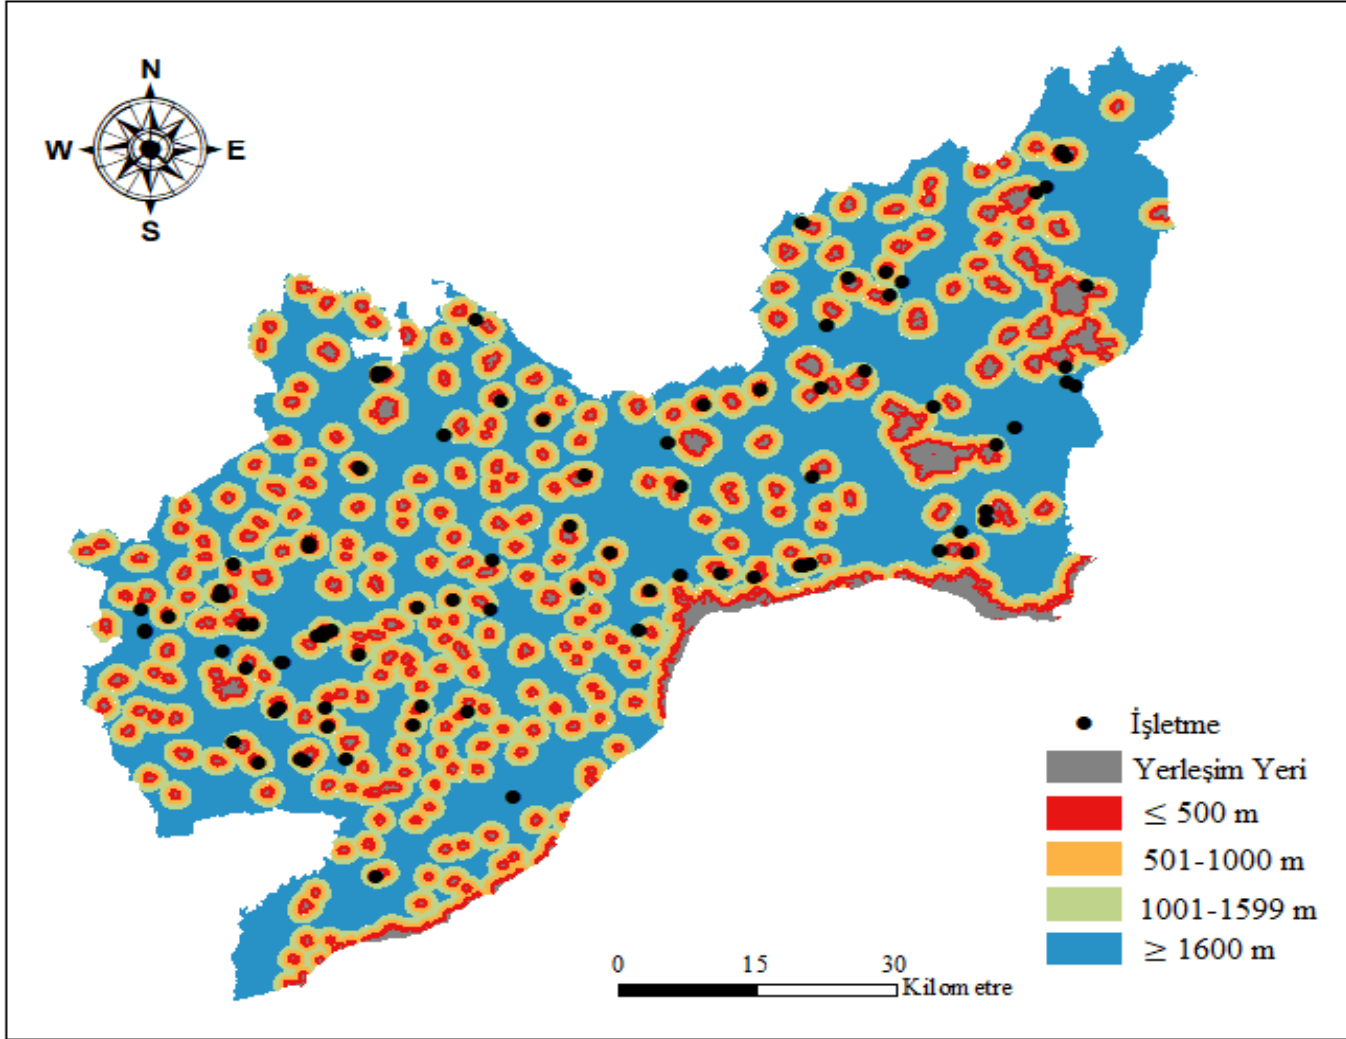 N
W E
S
İşletme
Yerleşim Yeri
≤ 500 m
501-1000 m
1001-1599 m
≥ 1600 m
0 15 30
Kilometre